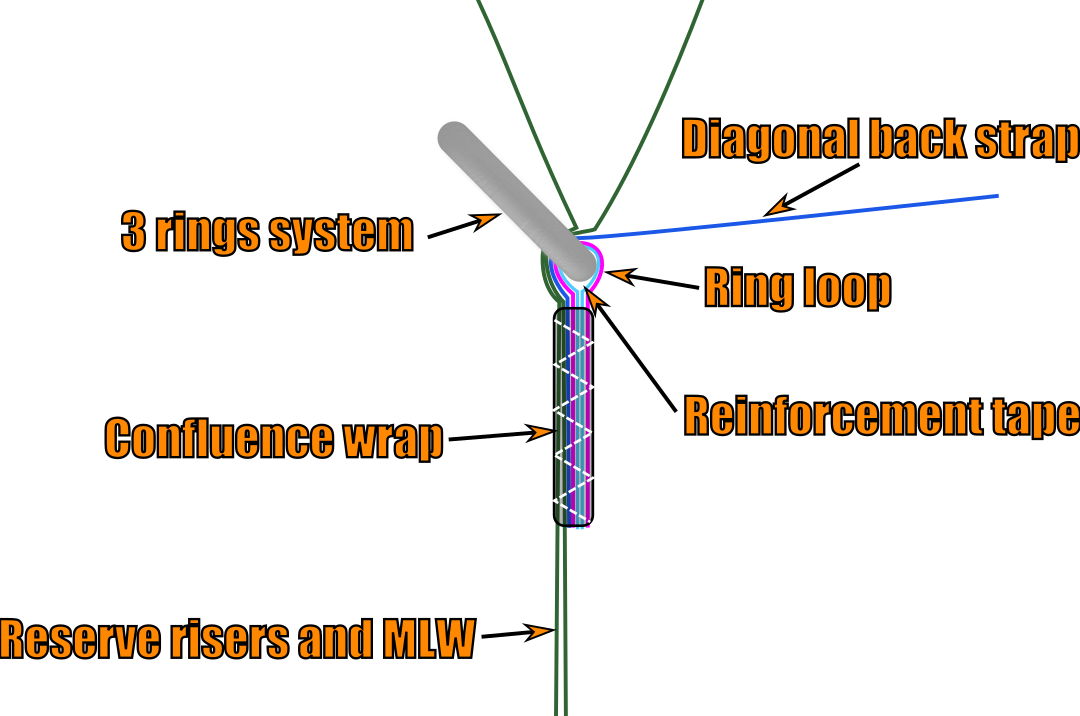 Diagonal back strap
3 rings system
Ring loop
Reinforcement tape
Confluence wrap
Reserve risers and MLW